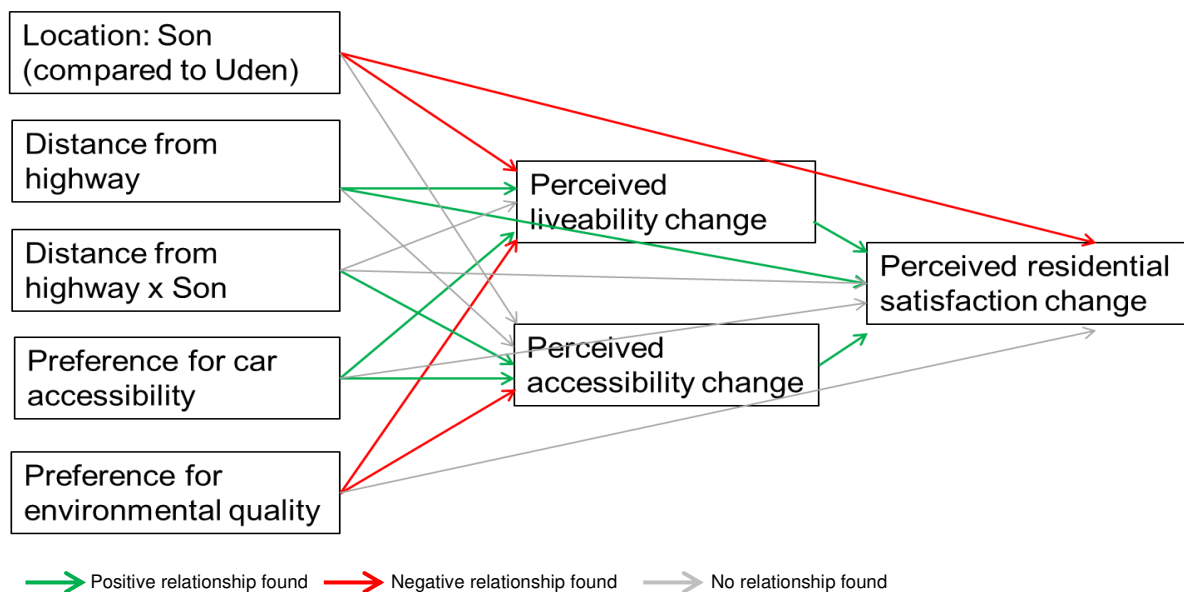 Location: Son
(compared to Uden)
Distance from
highway
Distance from
highway x Son
Preference for car
accessibility
Preference for
environmental quality
Perceived
liveability change
Perceived
accessibility change
Perceived residential
satisfaction change
Positive relationship found
Negative relationship found
No relationship found